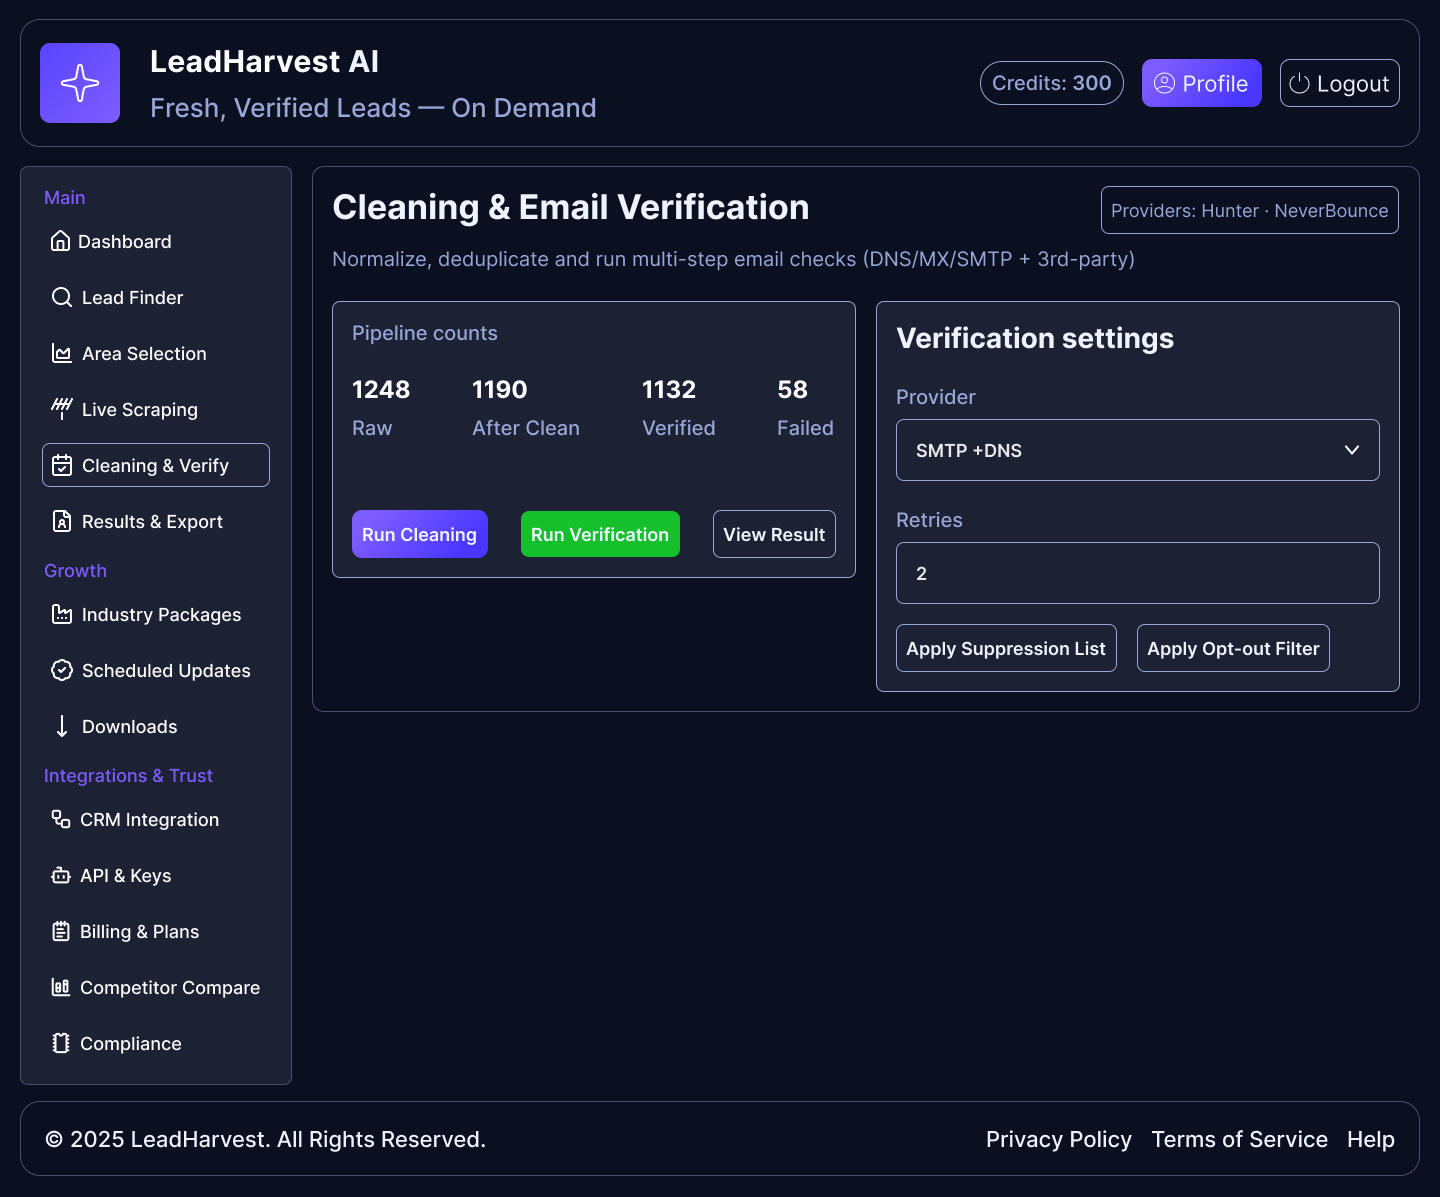 LeadHarvest AI
Fresh, Verified Leads — On Demand
Credits: 300
Profile
Logout
Main
Dashboard
Lead Finder
Area Selection
Live Scraping
Cleaning & Verify
Results & Export
Growth
Industry Packages
Scheduled Updates
Downloads
Integrations & Trust
CRM Integration
API & Keys
Billing & Plans
Competitor Compare
Compliance
Cleaning & Email Verification
Providers: Hunter · NeverBounce
Normalize, deduplicate and run multi-step email checks (DNS/MX/SMTP + 3rd-party)
Pipeline counts
1248 1190 1132 58
Raw After Clean Verified Failed
Run Cleaning Run Verification View Result
Verification settings
Provider
SMTP +DNS
Retries
2
Apply Suppression List Apply Opt-out Filter
© 2025 LeadHarvest. All Rights Reserved.
Privacy Policy Terms of Service Help